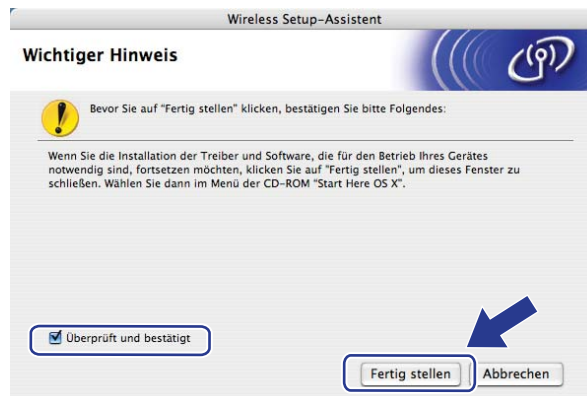 Wireless Setup-Assistent
Wichtiger Hinweis
Bevor Sie auf "Fertig stellen" klicken, bestätigen Sie bitte Folgendes:
Wenn Sie die Installation der Treiber und Software, die für den Betrieb Ihres Gerätes
notwendig sind, fortsetzen möchten, klicken Sie auf "Fertig stellen", um dieses Fenster zu
schließen. Wählen Sie dann im Menü der CD-ROM "Start Here OS X".
Überprüft und bestätigt
Fertig stellen
Abbrechen